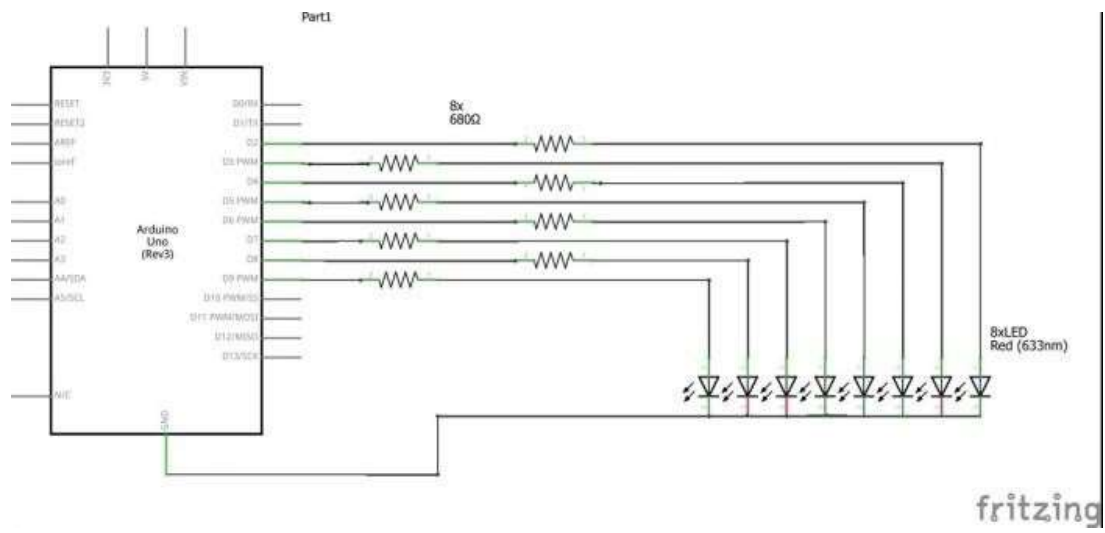 Part1
3V3
5V
VIN
RESET
RESET2
AREF
ioref
A0
A1
A2
A3
A4/SDA
A5/SCL
N/C
GND
Arduino
Uno
(Rev3)
D0/RX
D1/TX
D2
D3 PWM
D4
D5 PWM
D6 PWM
D7
D8
D9 PWM
D10 PWM/SS
D11 PWM/MOSI
D12/MISO
D13/SCK
8x
680Ω
8xLED
Red (633nm)
fritzing